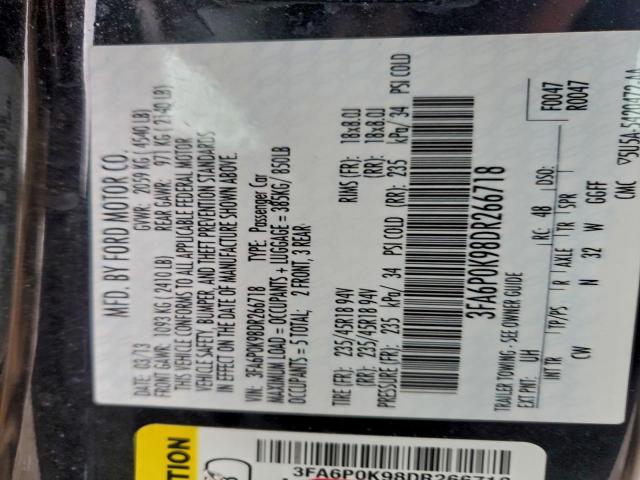 MFD. BY FORD MOTOR CO.
DATE: 03/13 GVWR: 2059 KG ( 4540 LB)
FRONT GAWR: 1093 KG ( 2410 LB) REAR GAWR: 971 KG ( 2140 LB)
THIS VEHICLE CONFORMS TO ALL APPLICABLE FEDERAL MOTOR
VEHICLE SAFETY, BUMPER, AND THEFT PREVENTION STANDARDS
IN EFFECT ON THE DATE OF MANUFACTURE SHOWN ABOVE.
VIN: 3FA6P0K98DR266718 TYPE: Passenger Car
MAXIMUM LOAD = OCCUPANTS + LUGGAGE = 385KG/ 850LB
OCCUPANTS = 5 TOTAL; 2 FRONT, 3 REAR
TIRE (FR): 235/45R18 94V RIMS (FR): 18x8.0J
(RR): 235/45R18 94V (RR): 18x8.0J
(FR): 235 kPa/ 34 PSI COLD (RR): 235 kPa/ 34 PSI COLD
3FA6P0K98DR266718
TRAILER TOWING - SEE OWNER GUIDE F0047
EXT PNT: UH RC: 48 DSO: R0047
INT TR TP/PS R AXLE TR SPR
CW N 32 W GGFF
CMC
3FA6P0K98DR266718